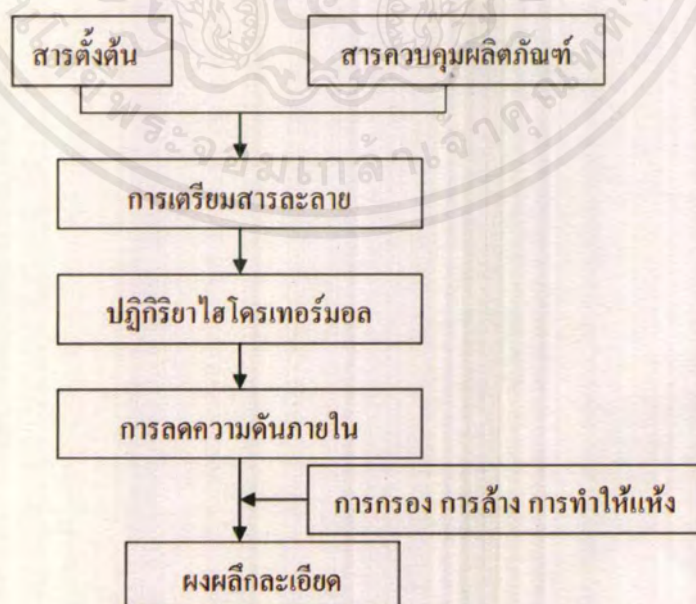 สารตั้งต้น
สารควบคุมผลิตภัณฑ์
การเตรียมสารละลาย
ปฏิกิริยาไฮโดรเทอร์มอล
การลดความดันภายใน
การกรอง การล้าง การทำให้แห้ง
ผงผลึกละเอียด